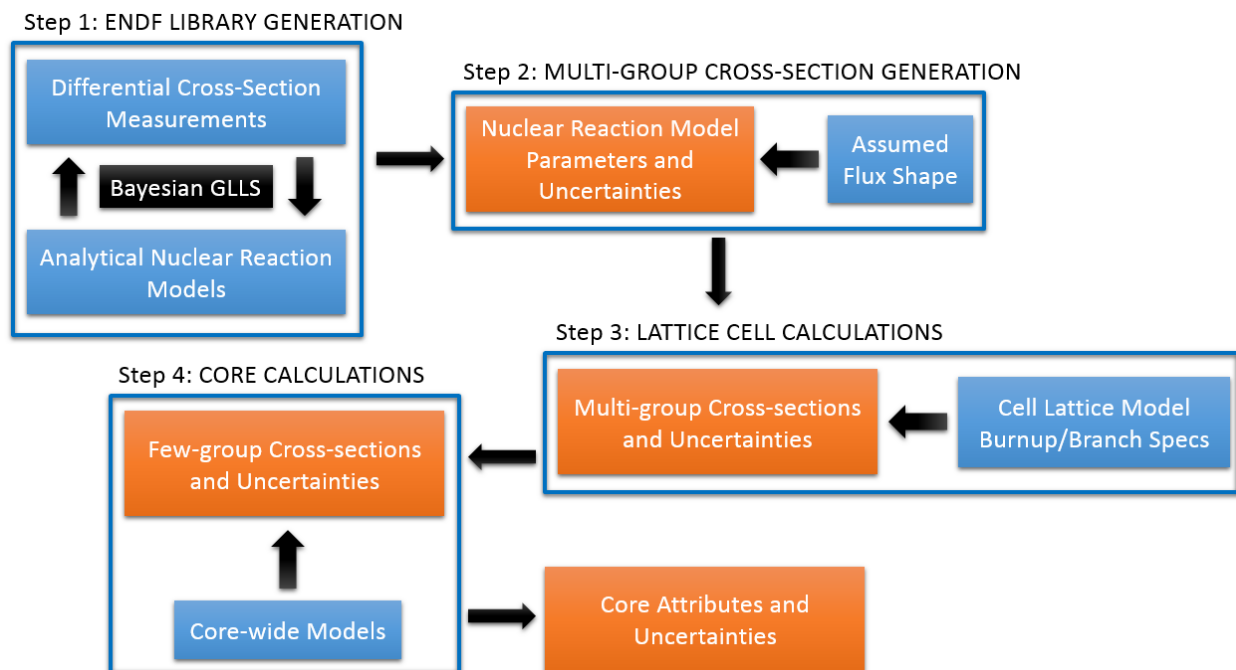 Step 1: ENDF LIBRARY GENERATION
Differential Cross-Section
Measurements
Bayesian GLLS
Analytical Nuclear Reaction
Models
Step 2: MULTI-GROUP CROSS-SECTION GENERATION
Nuclear Reaction Model
Parameters and
Uncertainties
Assumed
Flux Shape
Step 3: LATTICE CELL CALCULATIONS
Multi-group Cross-sections
and Uncertainties
Cell Lattice Model
Burnup/Branch Specs
Step 4: CORE CALCULATIONS
Few-group Cross-sections
and Uncertainties
Core-wide Models
Core Attributes and
Uncertainties